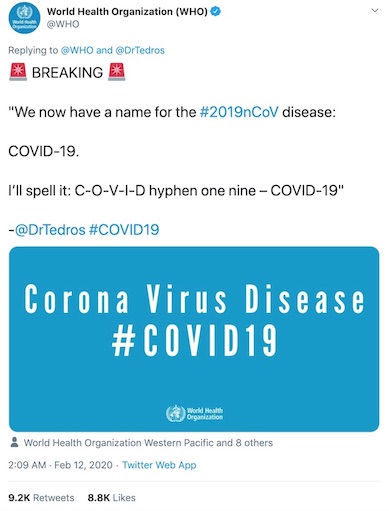 World Health Organization (WHO)
@WHO
Replying to @WHO and @DrTedros
🚨 BREAKING 🚨
"We now have a name for the #2019nCoV disease:
COVID-19.
I'll spell it: C-O-V-I-D hyphen one nine – COVID-19"
-@DrTedros #COVID19
Corona Virus Disease
#COVID19
World Health
Organization
World Health Organization Western Pacific and 8 others
2:09 AM · Feb 12, 2020 · Twitter Web App
9.2K Retweets 8.8K Likes